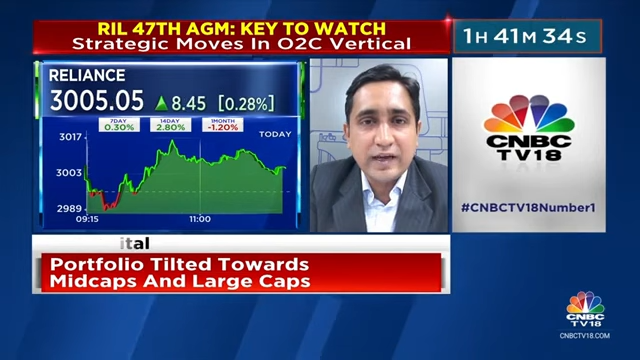 RIL 47TH AGM: KEY TO WATCH
Strategic Moves In O2C Vertical
1H 41M 34S
RELIANCE
3005.05 ▲ 8.45 [0.28%]
7DAY 14DAY 1MONTH
0.30% 2.80% -1.20%
TODAY
3017
3003
2989
09:15 11:00
CNBC
TV18
#CNBCTV18Number1
ital
Portfolio Tilted Towards
Midcaps And Large Caps
CNBC
TV18
CNBCTV18.COM